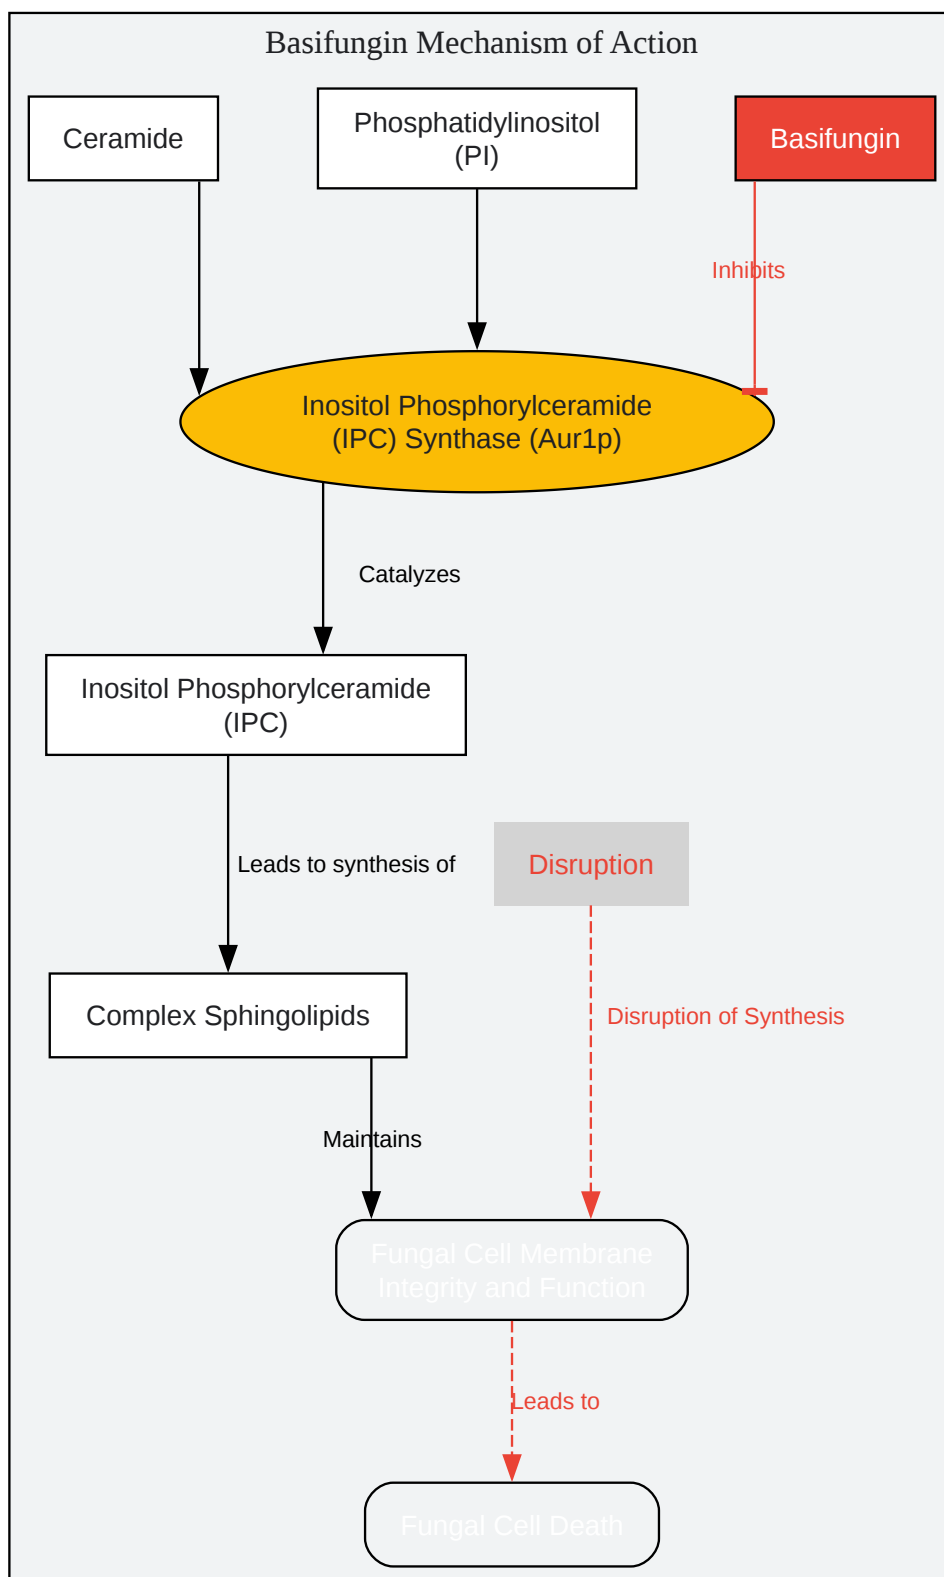 Basifungin Mechanism of Action
Ceramide
Phosphatidylinositol
(PI)
Basifungin
Inhibits
Inositol Phosphorylceramide
(IPC) Synthase (Aur1p)
Catalyzes
Inositol Phosphorylceramide
(IPC)
Leads to synthesis of
Disruption
Complex Sphingolipids
Disruption of Synthesis
Maintains
Fungal Cell Membrane
Integrity and Function
Leads to
Fungal Cell Death